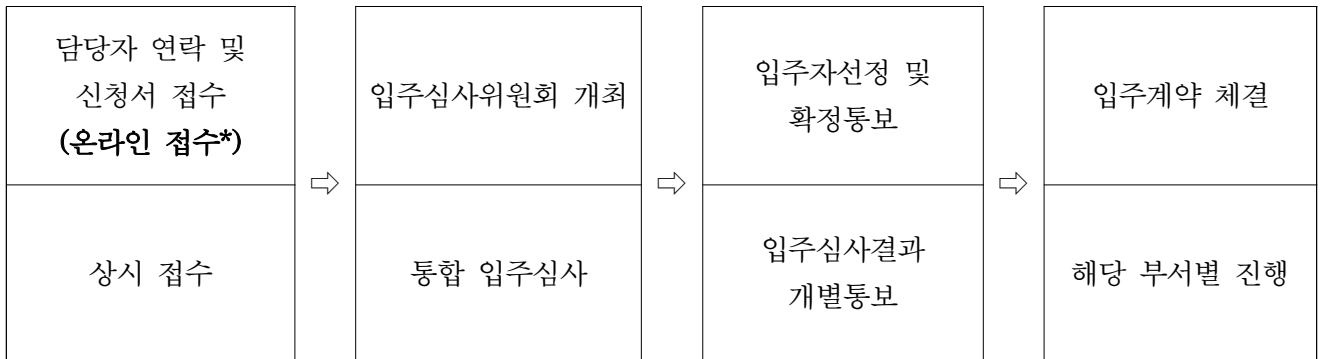 담당자 연락 및
신청서 접수
(온라인 접수*)
상시 접수
⇨
입주심사위원회 개최
통합 입주심사
⇨
입주자선정 및
확정통보
입주심사결과
개별통보
⇨
입주계약 체결
해당 부서별 진행